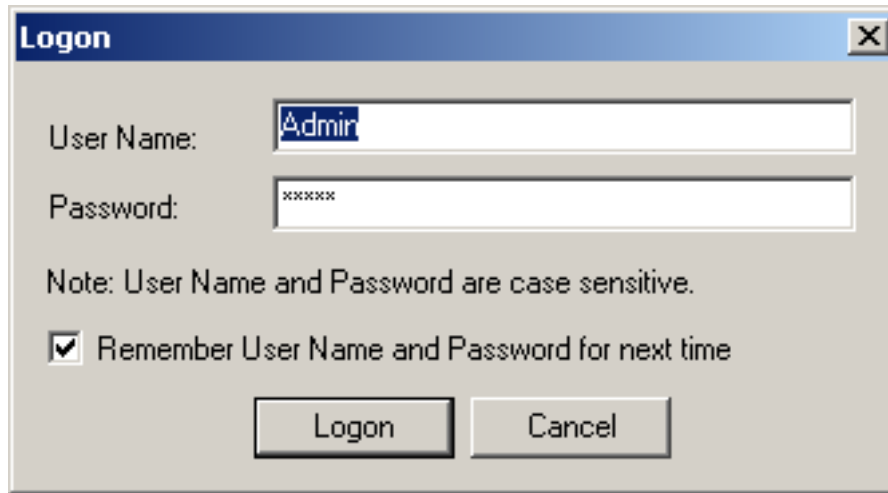 Logon
User Name: Admin
Password: xxxxx
Note: User Name and Password are case sensitive.
Remember User Name and Password for next time
Logon Cancel